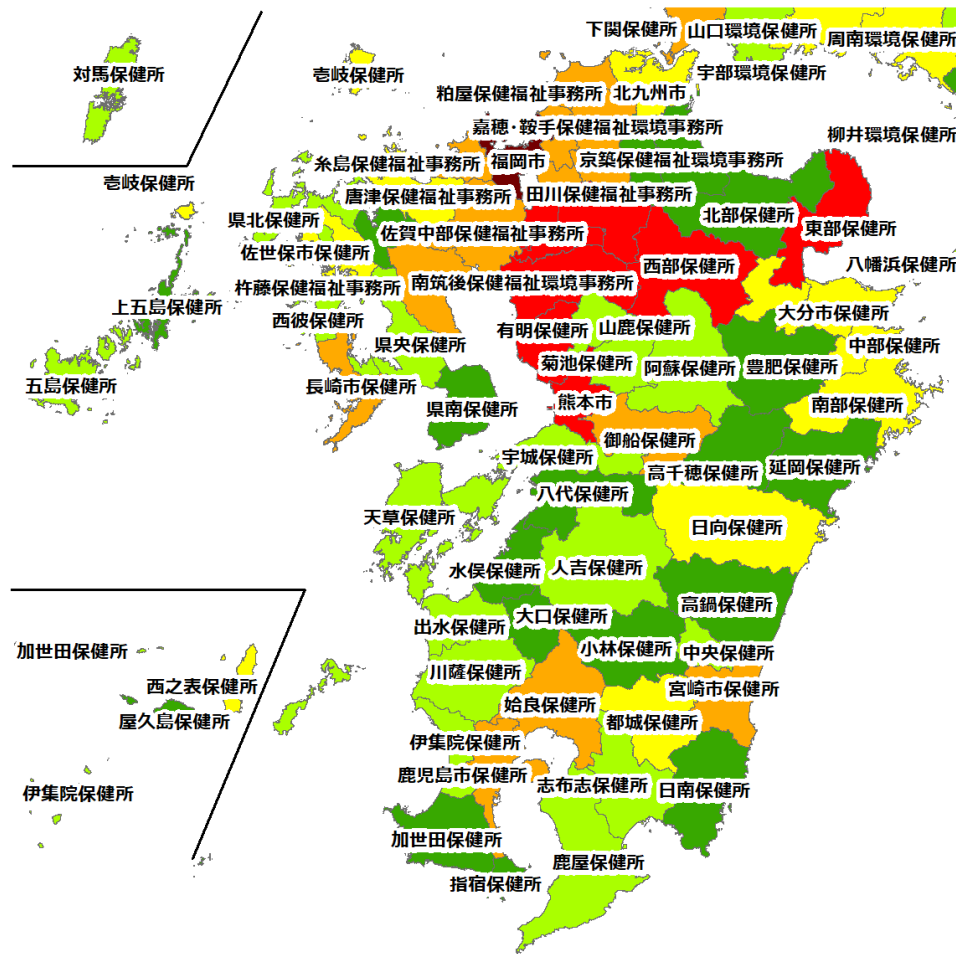 下関保健所
山口環境保健所
周南環境保健所
対馬保健所
壱岐保健所
宇部環境保健所
粕屋保健福祉事務所
北九州市
嘉穂・鞍手保健福祉環境事務所
柳井環境保健所
糸島保健福祉事務所
福岡市
京築保健福祉環境事務所
壱岐保健所
唐津保健福祉事務所
田川保健福祉事務所
県北保健所
北部保健所
東部保健所
佐賀中部保健福祉事務所
佐世保市保健所
西部保健所
八幡浜保健所
杵藤保健福祉事務所
南筑後保健福祉環境事務所
上五島保健所
大分市保健所
西彼保健所
有明保健所
山鹿保健所
県央保健所
中部保健所
菊池保健所
阿蘇保健所
豊肥保健所
五島保健所
長崎市保健所
県南保健所
熊本市
南部保健所
御船保健所
宇城保健所
高千穂保健所
延岡保健所
八代保健所
天草保健所
日向保健所
水俣保健所
人吉保健所
高鍋保健所
大口保健所
出水保健所
小林保健所
中央保健所
加世田保健所
川薩保健所
西之表保健所
宮崎市保健所
姶良保健所
屋久島保健所
都城保健所
伊集院保健所
鹿児島市保健所
志布志保健所
日南保健所
伊集院保健所
加世田保健所
鹿屋保健所
指宿保健所